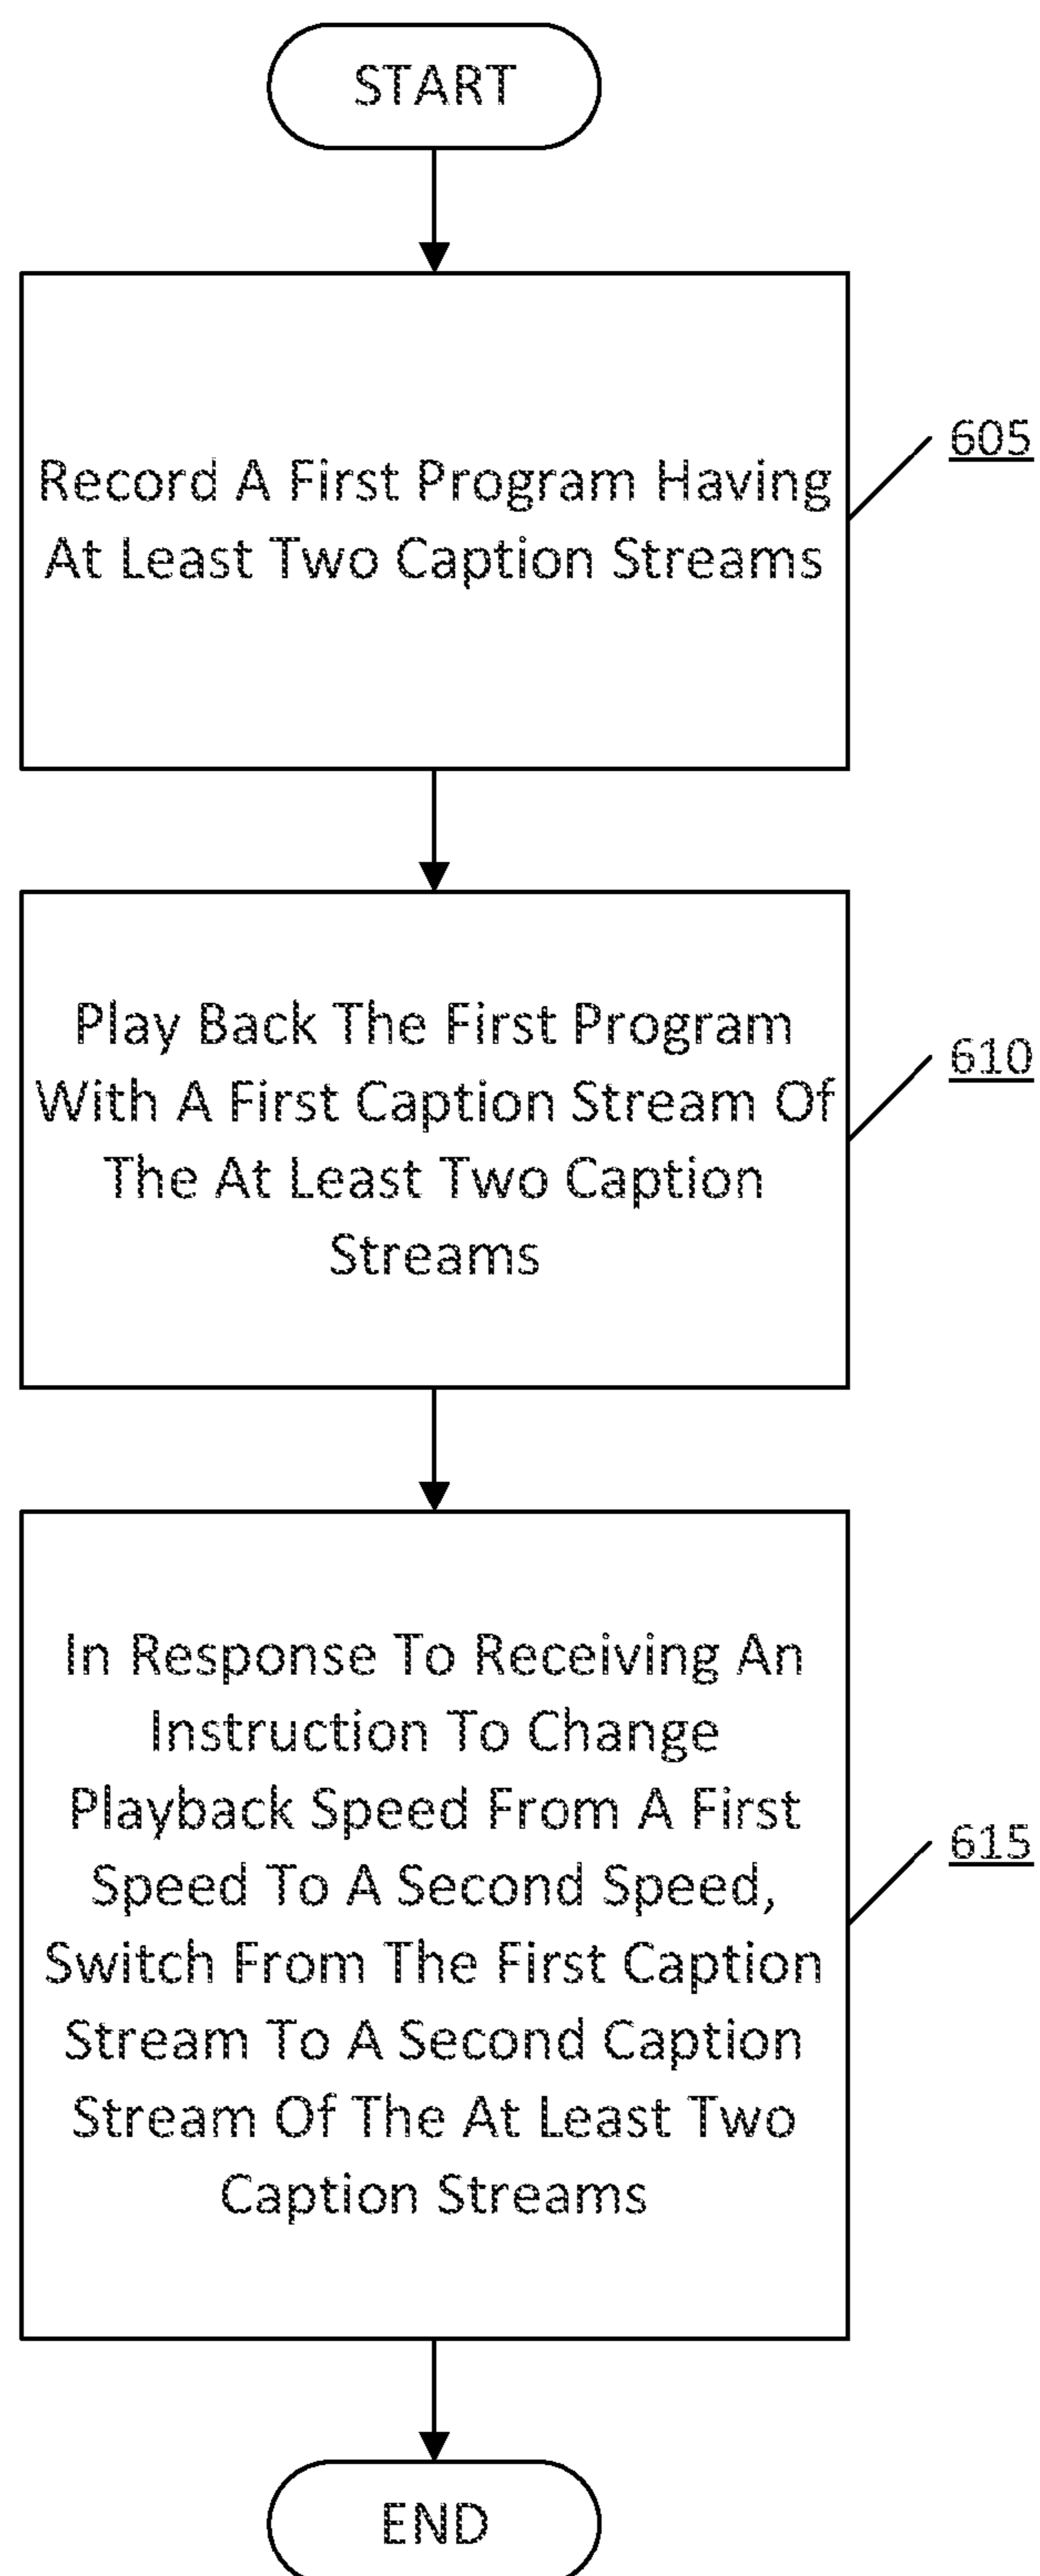 START
Record A First Program Having
At Least Two Caption Streams
605
Play Back The First Program
With A First Caption Stream Of
The At Least Two Caption
Streams
610
In Response To Receiving An
Instruction To Change
Playback Speed From A First
Speed To A Second Speed,
Switch From The First Caption
Stream To A Second Caption
Stream Of The At Least Two
Caption Streams
615
END